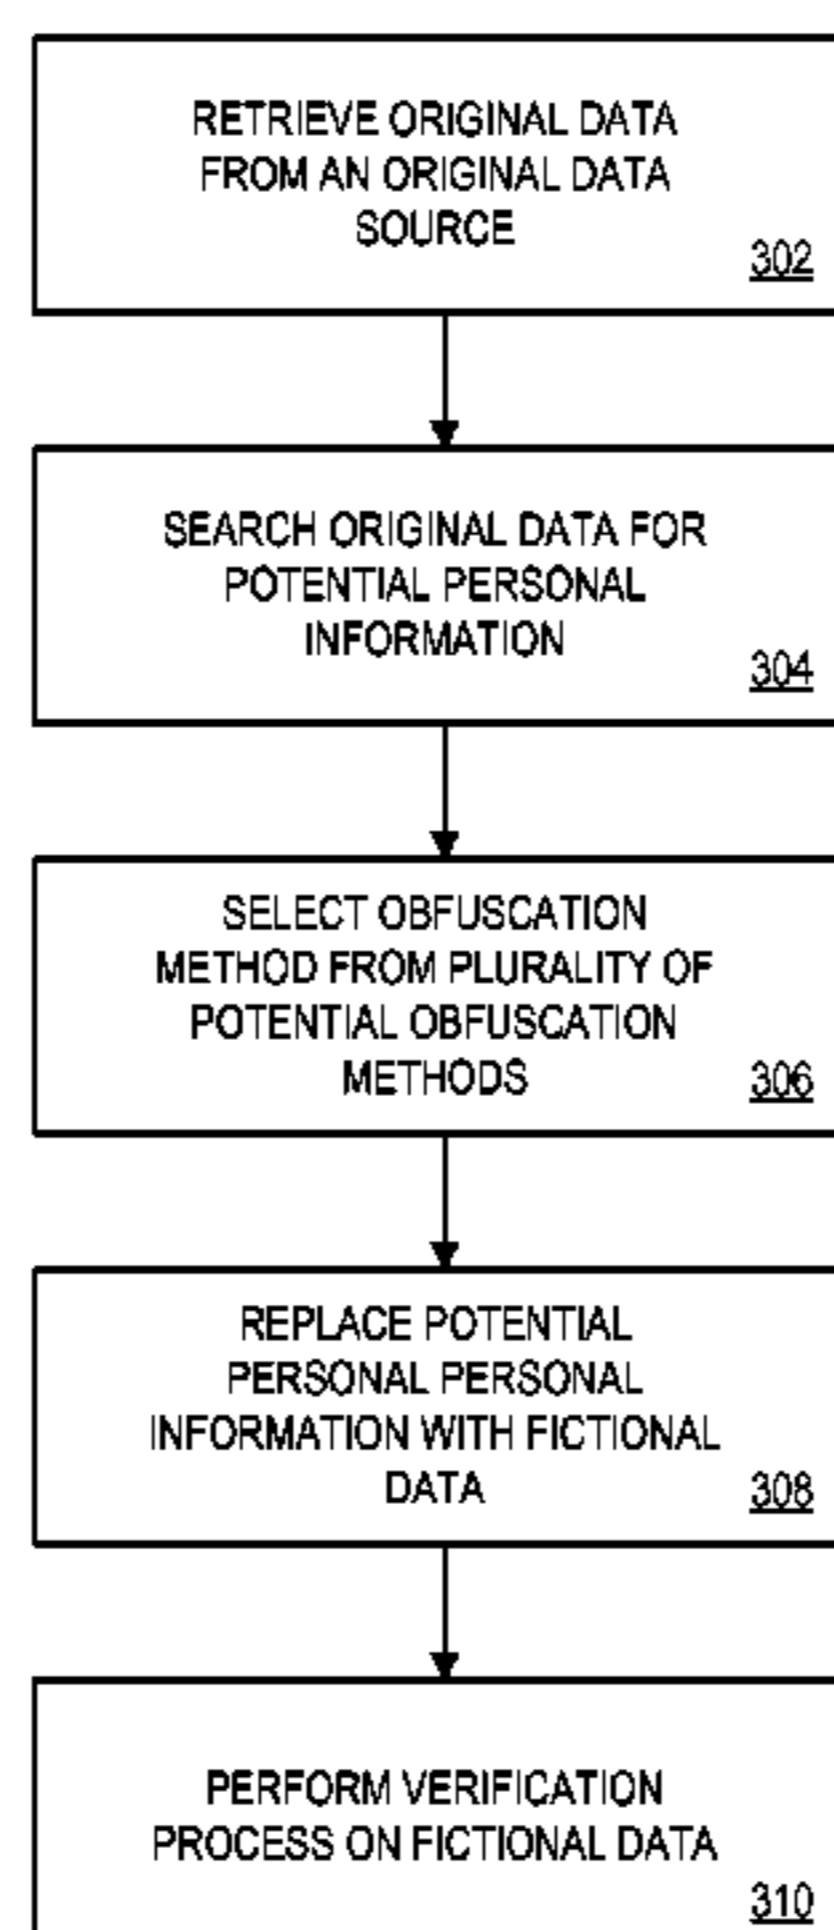 RETRIEVE ORIGINAL DATA
FROM AN ORIGINAL DATA
SOURCE
302
SEARCH ORIGINAL DATA FOR
POTENTIAL PERSONAL
INFORMATION
304
SELECT OBFUSCATION
METHOD FROM PLURALITY OF
POTENTIAL OBFUSCATION
METHODS
306
REPLACE POTENTIAL
PERSONAL PERSONAL
INFORMATION WITH FICTIONAL
DATA
308
PERFORM VERIFICATION
PROCESS ON FICTIONAL DATA
310